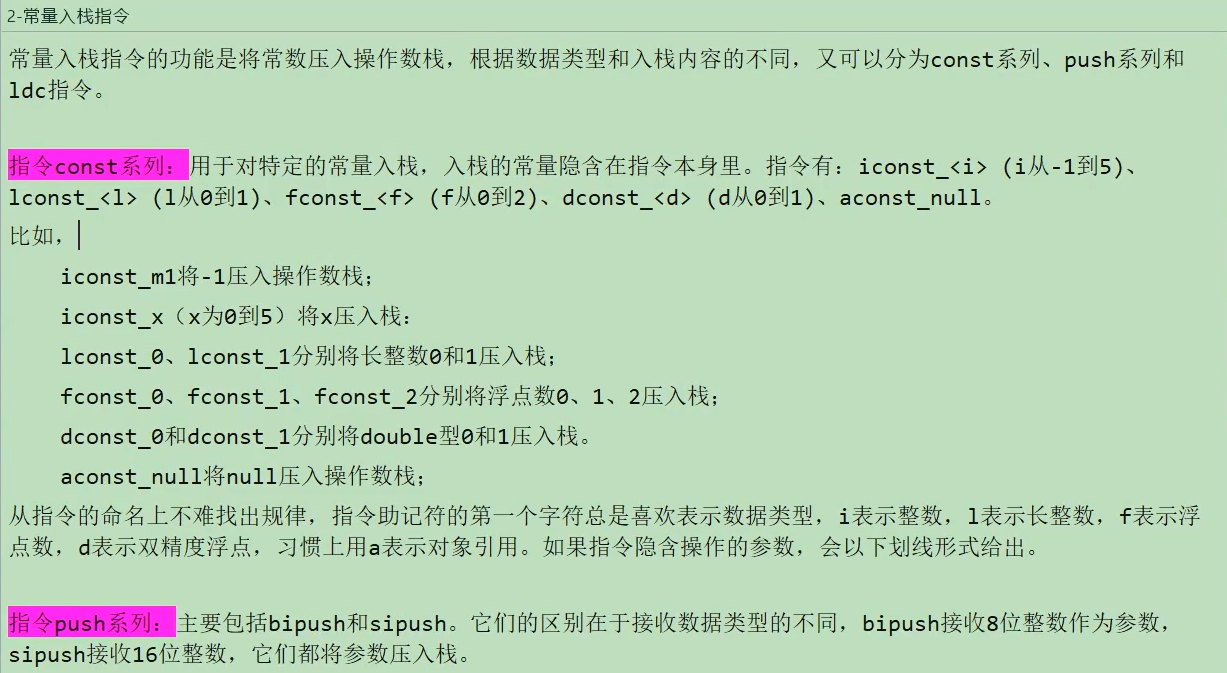 2-常量入栈指令
常量入栈指令的功能是将常数压入操作数栈，根据数据类型和入栈内容的不同，又可以分为const系列、push系列和
ldc指令。
指令const系列：用于对特定的常量入栈，入栈的常量隐含在指令本身里。指令有：iconst_<i> (i从-1到5)、
lconst_<l> (l从0到1)、fconst_<f> (f从0到2)、dconst_<d> (d从0到1)、aconst_null。
比如，
iconst_m1将-1压入操作数栈；
iconst_x（x为0到5）将x压入栈：
lconst_0、lconst_1分别将长整数0和1压入栈；
fconst_0、fconst_1、fconst_2分别将浮点数0、1、2压入栈；
dconst_0和dconst_1分别将double型0和1压入栈。
aconst_null将null压入操作数栈；
从指令的命名上不难找出规律，指令助记符的第一个字符总是喜欢表示数据类型，i表示整数，l表示长整数，f表示浮
点数，d表示双精度浮点，习惯上用a表示对象引用。如果指令隐含操作的参数，会以下划线形式给出。
指令push系列：主要包括bipush和sipush。它们的区别在于接收数据类型的不同，bipush接收8位整数作为参数，
sipush接收16位整数，它们都将参数压入栈。